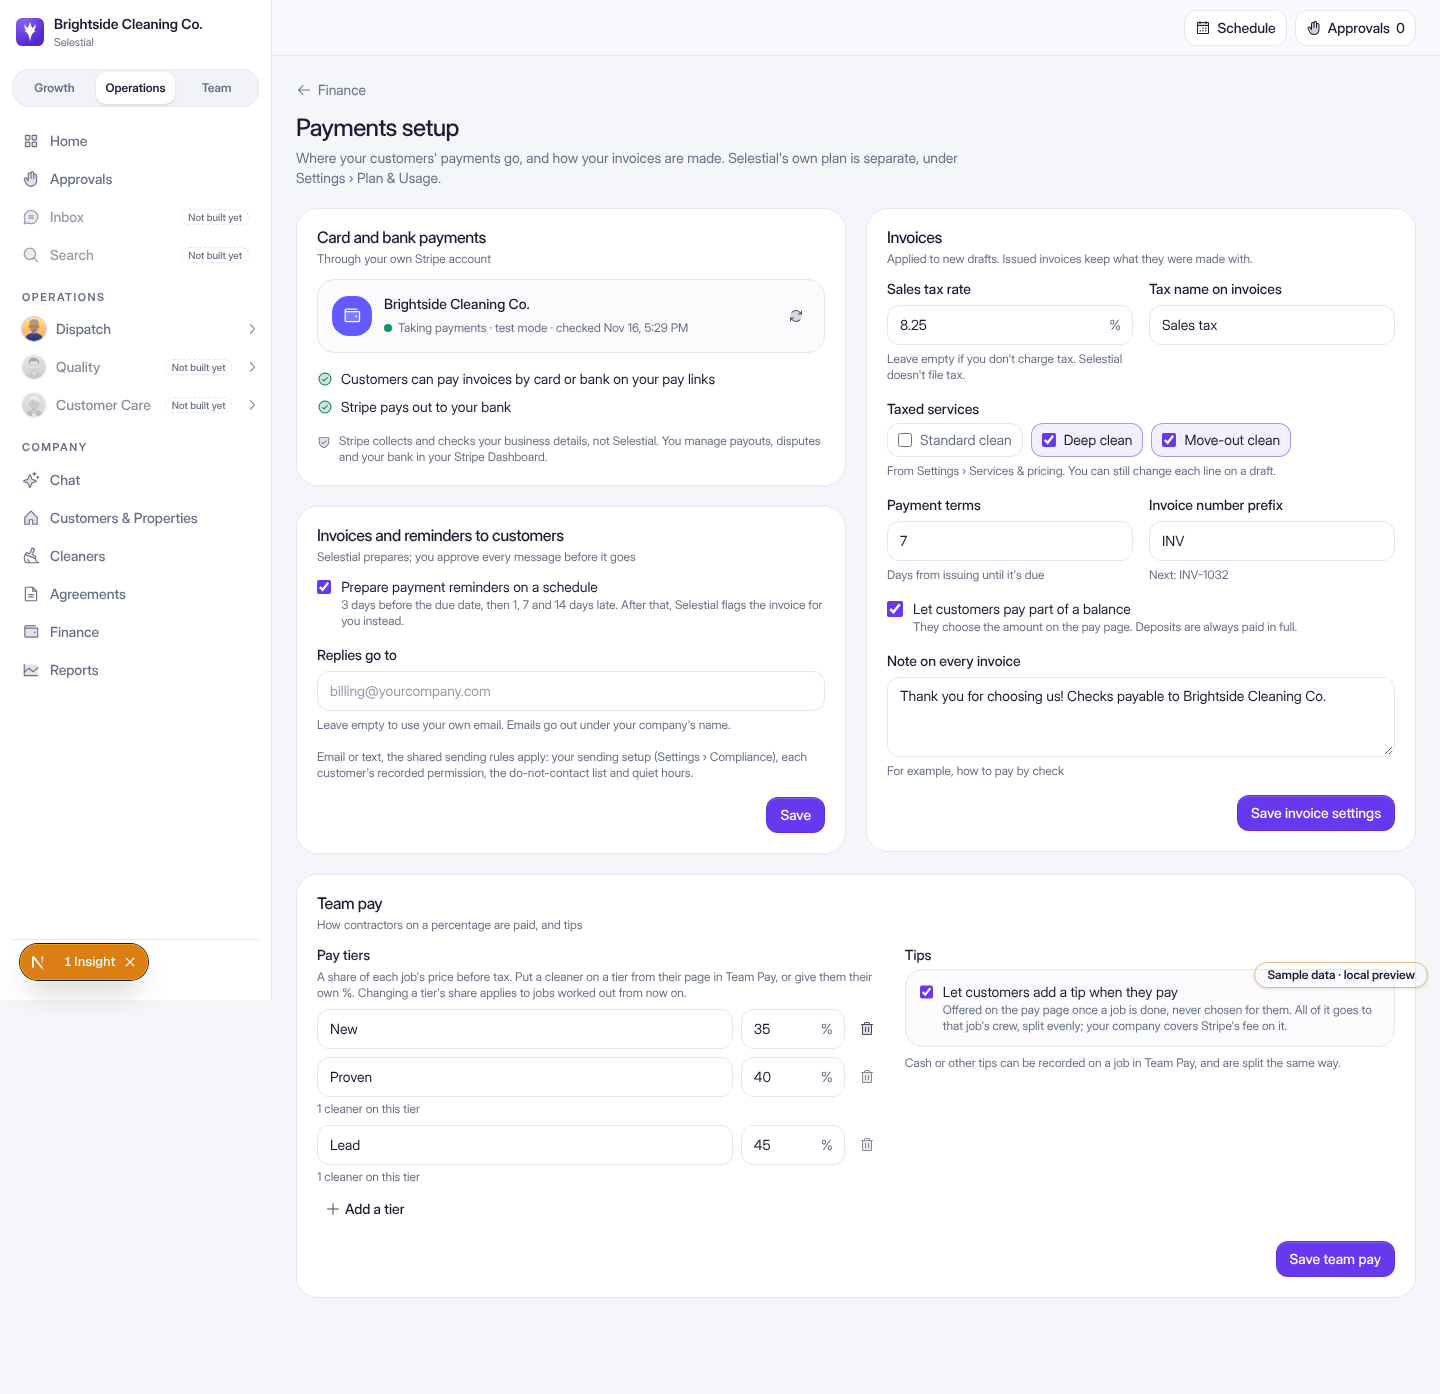 Brightside Cleaning Co.
Selestial
Growth
Operations
Team
Home
Approvals
Inbox
Not built yet
Search
Not built yet
OPERATIONS
Dispatch
Quality
Not built yet
Customer Care
Not built yet
COMPANY
Chat
Customers & Properties
Cleaners
Agreements
Finance
Reports
1 Insight
Schedule
Approvals 0
Finance
Payments setup
Where your customers' payments go, and how your invoices are made. Selestial's own plan is separate, under
Settings › Plan & Usage.
Card and bank payments
Through your own Stripe account
Brightside Cleaning Co.
Taking payments · test mode · checked Nov 16, 5:29 PM
Customers can pay invoices by card or bank on your pay links
Stripe pays out to your bank
Stripe collects and checks your business details, not Selestial. You manage payouts, disputes
and your bank in your Stripe Dashboard.
Invoices and reminders to customers
Selestial prepares; you approve every message before it goes
Prepare payment reminders on a schedule
3 days before the due date, then 1, 7 and 14 days late. After that, Selestial flags the invoice for
you instead.
Replies go to
billing@yourcompany.com
Leave empty to use your own email. Emails go out under your company's name.
Email or text, the shared sending rules apply: your sending setup (Settings › Compliance), each
customer's recorded permission, the do-not-contact list and quiet hours.
Save
Invoices
Applied to new drafts. Issued invoices keep what they were made with.
Sales tax rate
8.25 %
Leave empty if you don't charge tax. Selestial
doesn't file tax.
Tax name on invoices
Sales tax
Taxed services
Standard clean
Deep clean
Move-out clean
From Settings › Services & pricing. You can still change each line on a draft.
Payment terms
7
Days from issuing until it's due
Invoice number prefix
INV
Next: INV-1032
Let customers pay part of a balance
They choose the amount on the pay page. Deposits are always paid in full.
Note on every invoice
Thank you for choosing us! Checks payable to Brightside Cleaning Co.
For example, how to pay by check
Save invoice settings
Team pay
How contractors on a percentage are paid, and tips
Pay tiers
A share of each job's price before tax. Put a cleaner on a tier from their page in Team Pay, or give them their
own %. Changing a tier's share applies to jobs worked out from now on.
New
35 %
Proven
40 %
1 cleaner on this tier
Lead
45 %
1 cleaner on this tier
Add a tier
Tips
Sample data · local preview
Let customers add a tip when they pay
Offered on the pay page once a job is done, never chosen for them. All of it goes to
that job's crew, split evenly; your company covers Stripe's fee on it.
Cash or other tips can be recorded on a job in Team Pay, and are split the same way.
Save team pay